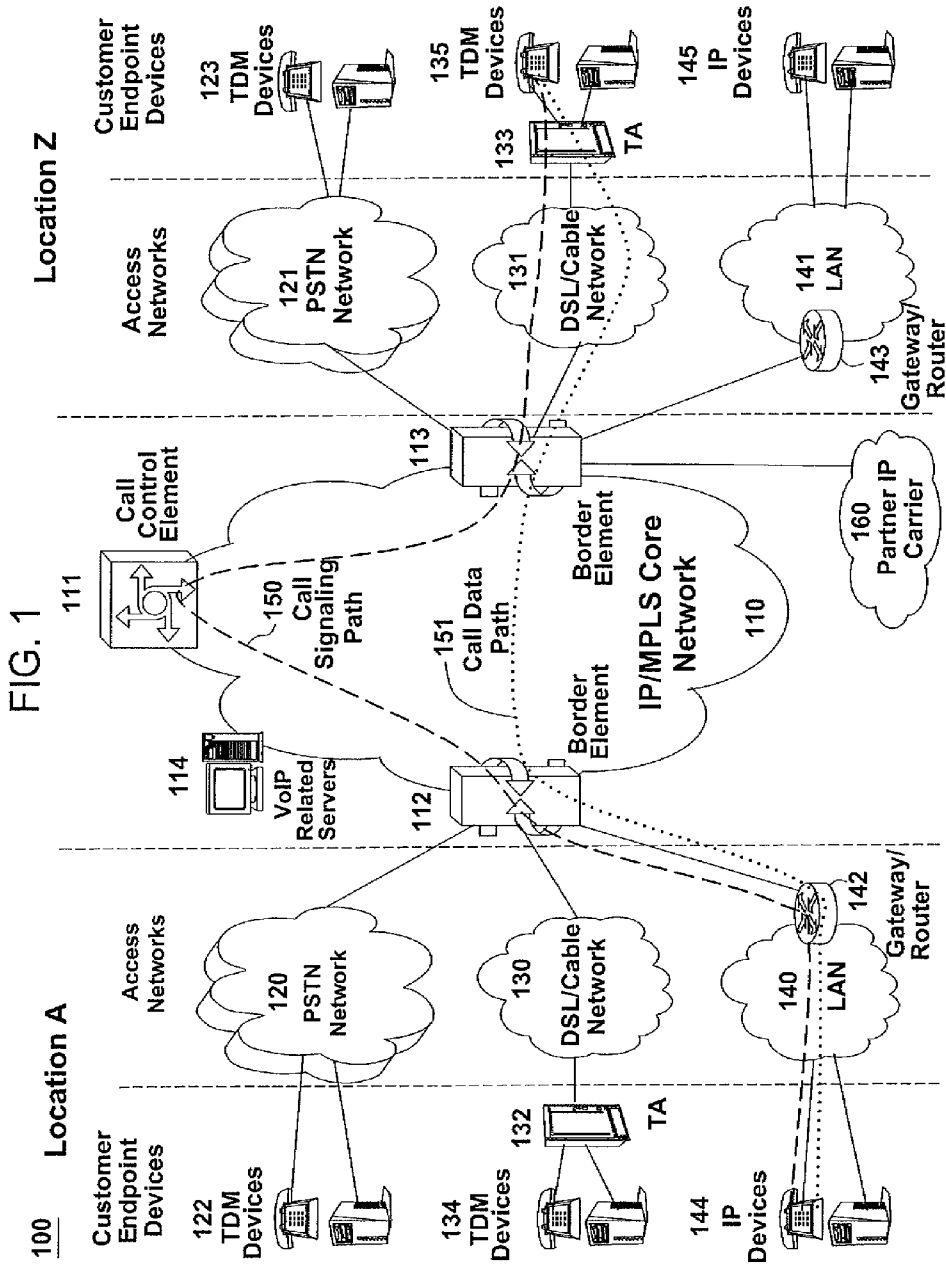 FIG. 1
100
Location A
Location Z
Customer
Endpoint
Devices
Access
Networks
111
Call
Control
Element
Access
Networks
Customer
Endpoint
Devices
122
TDM
Devices
120
PSTN
Network
114
VoIP
Related
Servers
112
150
Call
Signaling
Path
113
121
PSTN
Network
123
TDM
Devices
134
TDM
Devices
132
TA
130
DSL/Cable
Network
Border
Element
151
Call Data
Path
Border
Element
131
DSL/Cable
Network
133
TA
135
TDM
Devices
IP/MPLS Core
Network
110
144
IP
Devices
140
LAN
142
Gateway/
Router
160
Partner IP
Carrier
143
Gateway/
Router
141
LAN
145
IP
Devices